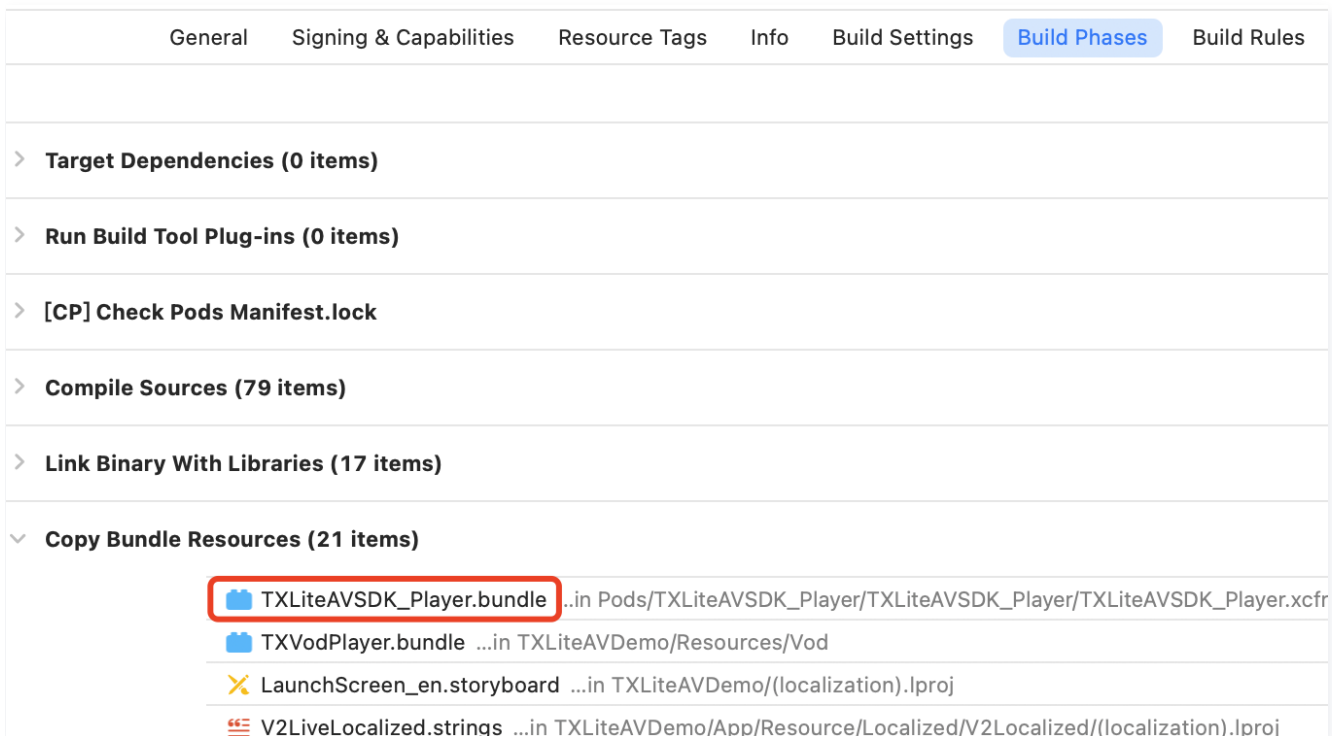 General Signing & Capabilities Resource Tags Info Build Settings Build Phases Build Rules
Target Dependencies (0 items)
Run Build Tool Plug-ins (0 items)
[CP] Check Pods Manifest.lock
Compile Sources (79 items)
Link Binary With Libraries (17 items)
Copy Bundle Resources (21 items)
TXLiteAVSDK_Player.bundle ...in Pods/TXLiteAVSDK_Player/TXLiteAVSDK_Player/TXLiteAVSDK_Player.xcfr
TXVodPlayer.bundle ...in TXLiteAVDemo/Resources/Vod
LaunchScreen_en.storyboard ...in TXLiteAVDemo/(localization).lproj
V2LiveLocalized.strings ...in TXLiteAVDemo/App/Resource/Localized/V2Localized/(localization).lproj